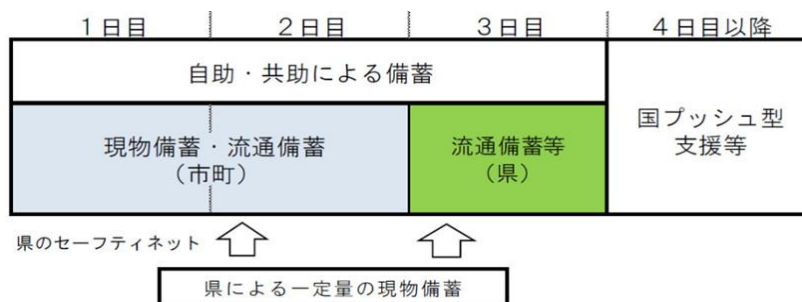 １日目 ２日目 ３日目 ４日目以降
自助・共助による備蓄
現物備蓄・流通備蓄
（市町）
流通備蓄等
（県）
国プッシュ型
支援等
県のセーフティネット
県による一定量の現物備蓄